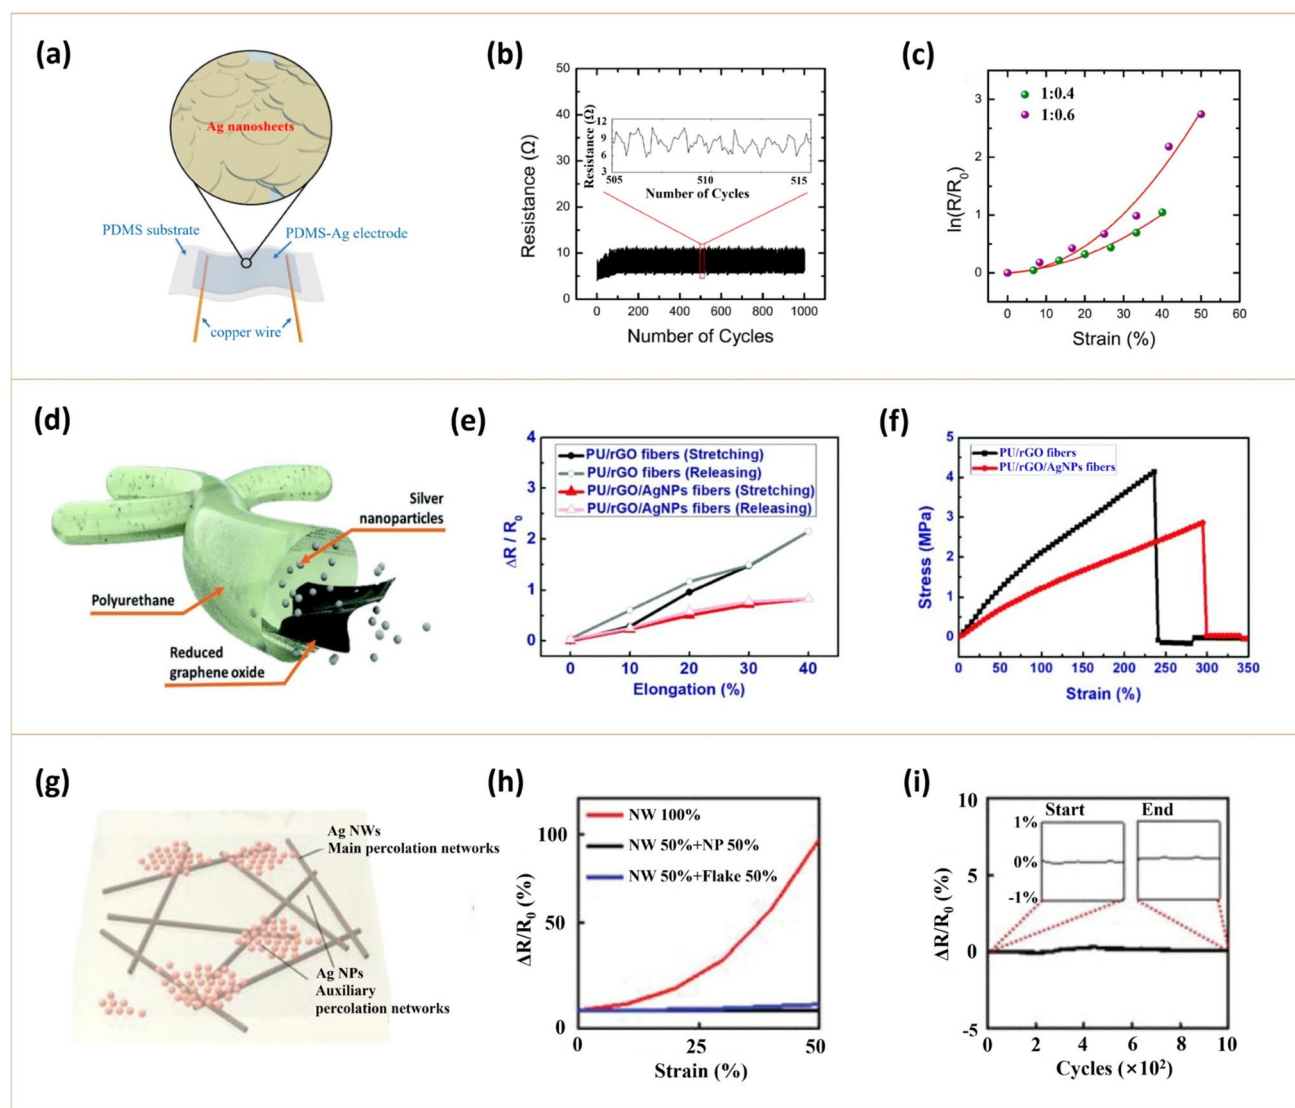 (a)
Ag nanosheets
PDMS substrate
PDMS-Ag electrode
copper wire
(b)
Resistance (Ω)
50
40
30
20
10
0
Resistance (Ω)
12
9
6
3
505
510
515
Number of Cycles
0
200
400
600
800
1000
Number of Cycles
(c)
ln(R/R0)
3
2
1
0
1:0.4
1:0.6
0
10
20
30
40
50
60
Strain (%)
(d)
Silver
nanoparticles
Polyurethane
Reduced
graphene oxide
(e)
ΔR / R0
4
3
2
1
0
PU/rGO fibers (Stretching)
PU/rGO fibers (Releasing)
PU/rGO/AgNPs fibers (Stretching)
PU/rGO/AgNPs fibers (Releasing)
0
10
20
30
40
Elongation (%)
(f)
Stress (MPa)
5
4
3
2
1
0
PU/rGO fibers
PU/rGO/AgNPs fibers
0
50
100
150
200
250
300
350
Strain (%)
(g)
Ag NWs
Main percolation networks
Ag NPs
Auxiliary
percolation networks
(h)
ΔR/R0 (%)
100
50
0
NW 100%
NW 50%+NP 50%
NW 50%+Flake 50%
0
25
50
Strain (%)
(i)
ΔR/R0 (%)
10
5
0
-5
Start
End
1%
0%
-1%
0
2
4
6
8
10
Cycles (×10²)